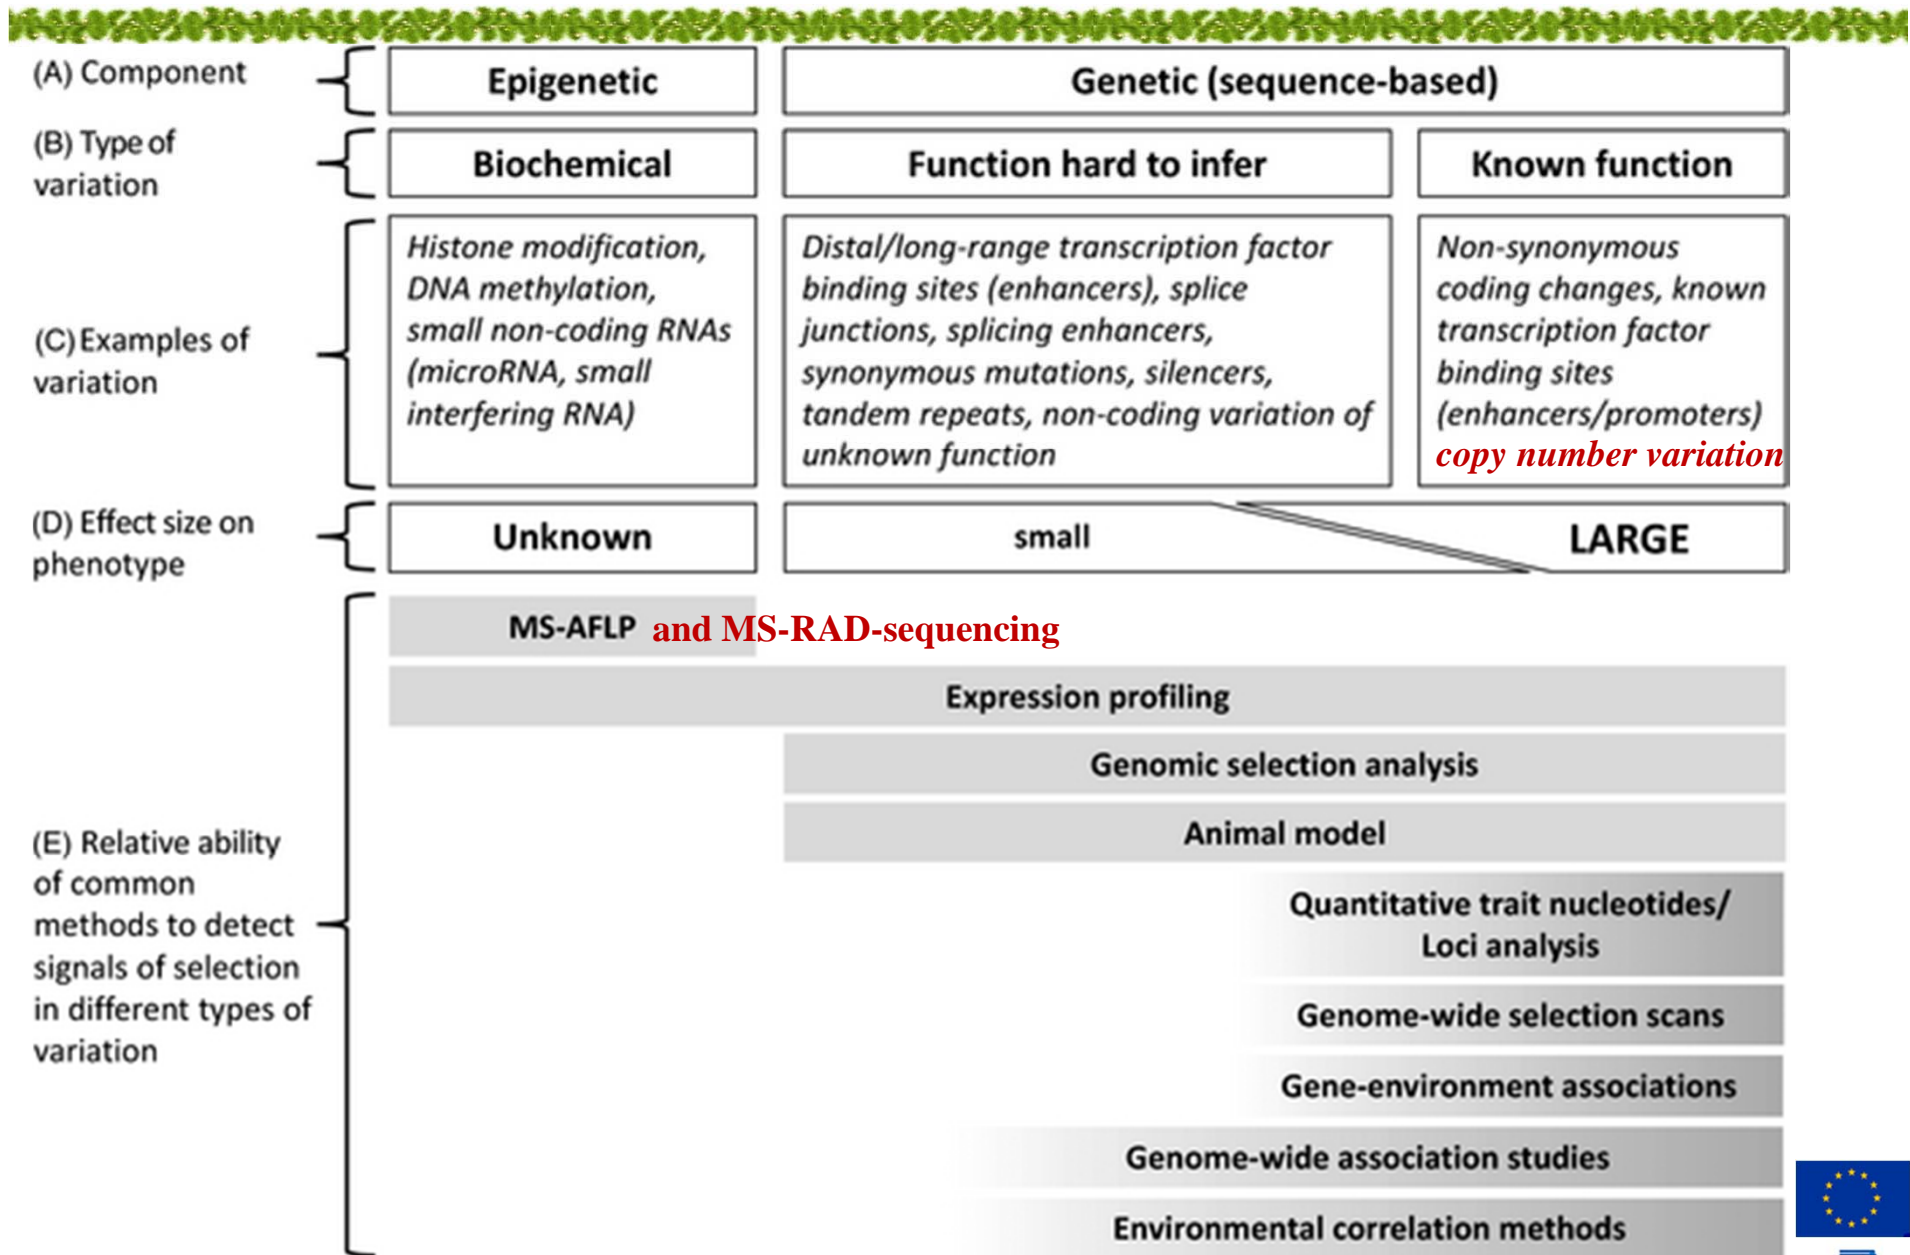 (A) Component
Epigenetic
Genetic (sequence-based)
(B) Type of
variation
Biochemical
Function hard to infer
Known function
(C) Examples of
variation
Histone modification,
DNA methylation,
small non-coding RNAs
(microRNA, small
interfering RNA)
Distal/long-range transcription factor
binding sites (enhancers), splice
junctions, splicing enhancers,
synonymous mutations, silencers,
tandem repeats, non-coding variation of
unknown function
Non-synonymous
coding changes, known
transcription factor
binding sites
(enhancers/promoters)
copy number variation
(D) Effect size on
phenotype
Unknown
small
LARGE
(E) Relative ability
of common
methods to detect
signals of selection
in different types of
variation
MS-AFLP and MS-RAD-sequencing
Expression profiling
Genomic selection analysis
Animal model
Quantitative trait nucleotides/
Loci analysis
Genome-wide selection scans
Gene-environment associations
Genome-wide association studies
Environmental correlation methods